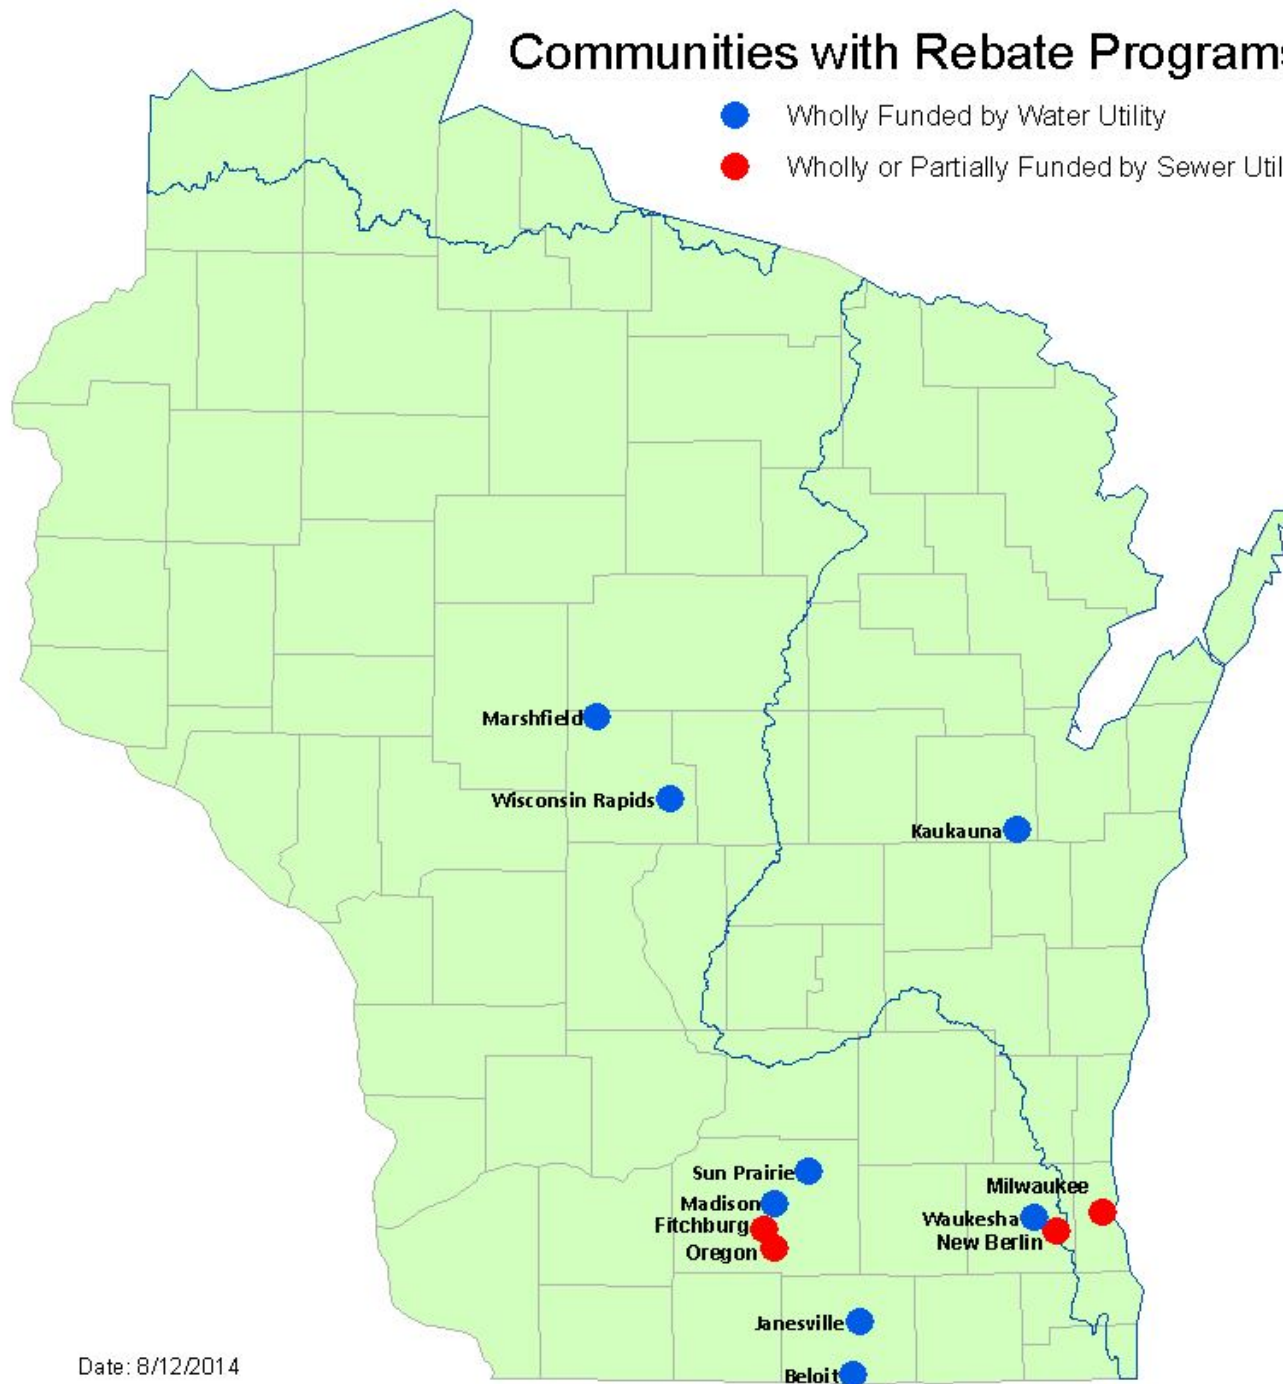 Communities with Rebate Programs
Wholly Funded by Water Utility
Wholly or Partially Funded by Sewer Util
Marshfield
Wisconsin Rapids
Kaukauna
Sun Prairie
Madison
Fitchburg
Oregon
Milwaukee
Waukesha
New Berlin
Janesville
Beloit
Date: 8/12/2014